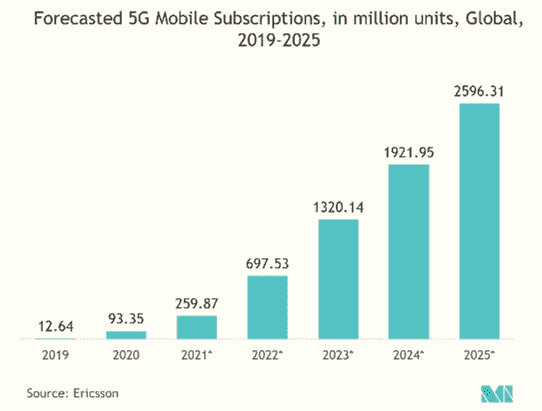 Forecasted 5G Mobile Subscriptions, in million units, Global,
2019-2025
2596.31
1921.95
1320.14
697.53
259.87
93.35
12.64
2019 2020 2021* 2022* 2023* 2024* 2025*
Source: Ericsson